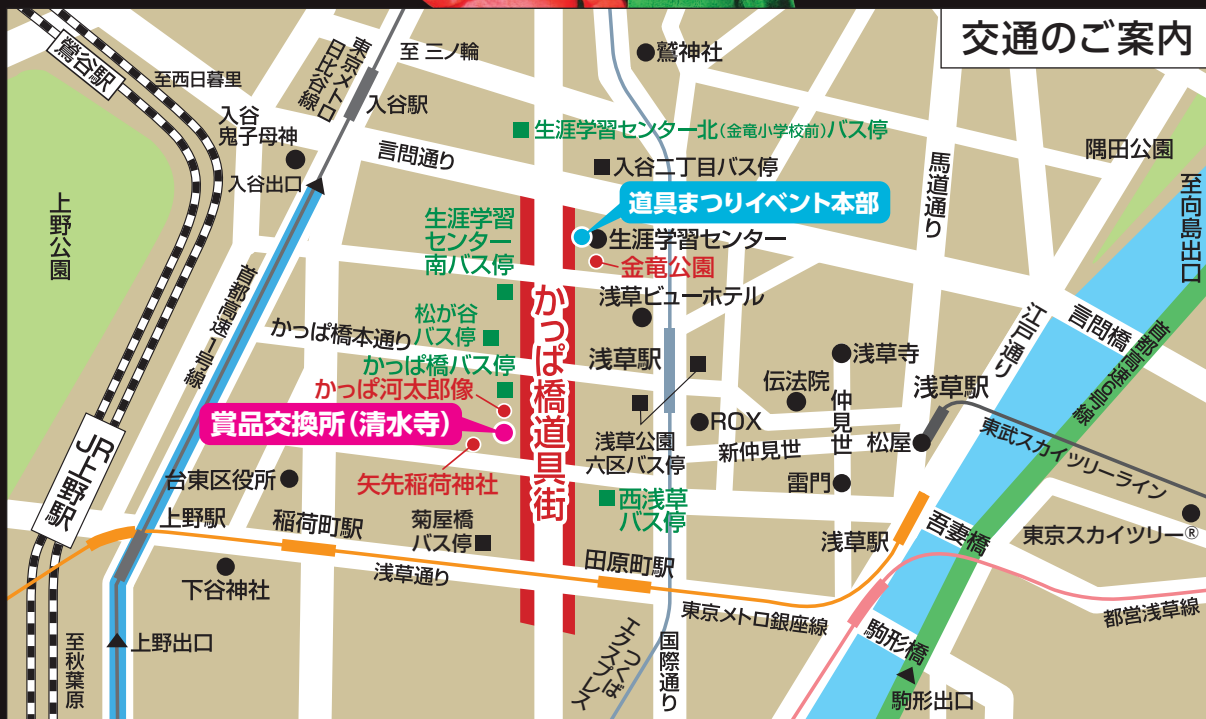 交通のご案内
鶯谷駅
至西日暮里
東京メトロ
日比谷線
至 三ノ輪
鷲神社
入谷駅
入谷
鬼子母神
入谷出口
生涯学習センター北(金竜小学校前)バス停
言問通り
入谷二丁目バス停
馬道通り
隅田公園
至向島出口
上野公園
道具まつりイベント本部
生涯学習
センター
南バス停
生涯学習センター
金竜公園
首都高速1号線
浅草ビューホテル
かっぱ橋道具街
松が谷
バス停
かっぱ橋本通り
江戸通り
言問橋
首都高速6号線
かっぱ橋バス停
浅草駅
浅草寺
かっぱ河太郎像
伝法院
仲見世
浅草駅
賞品交換所(清水寺)
ROX
浅草公園
六区バス停
新仲見世
松屋
東武スカイツリーライン
JR上野駅
台東区役所
矢先稲荷神社
雷門
西浅草
バス停
上野駅
稲荷町駅
菊屋橋
バス停
浅草駅
吾妻橋
東京スカイツリー®
下谷神社
浅草通り
田原町駅
東京メトロ銀座線
都営浅草線
至秋葉原
上野出口
つくば
エクスプレス
国際通り
駒形橋
駒形出口